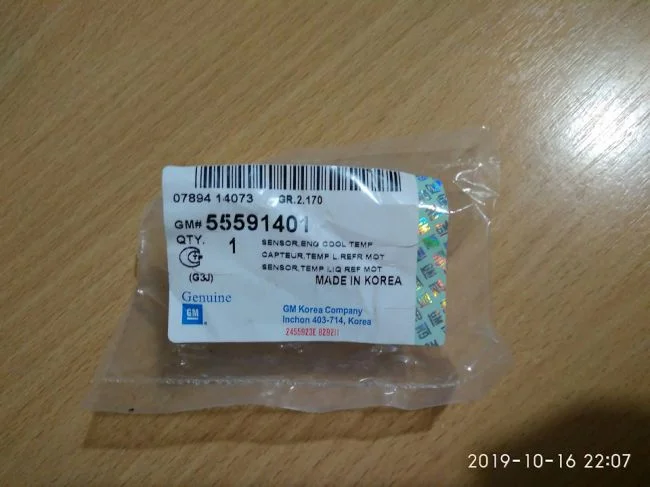 07894 14073 GR.2.170
GM# 55591401
QTY. 1 SENSOR,ENG COOL TEMP
CAPTEUR,TEMP L.REFR MOT
SENSOR,TEMP LIQ REF MOT
(G3J) MADE IN KOREA
Genuine
GM
GM Korea Company
Inchon 403-714, Korea
2019-10-16 22:07